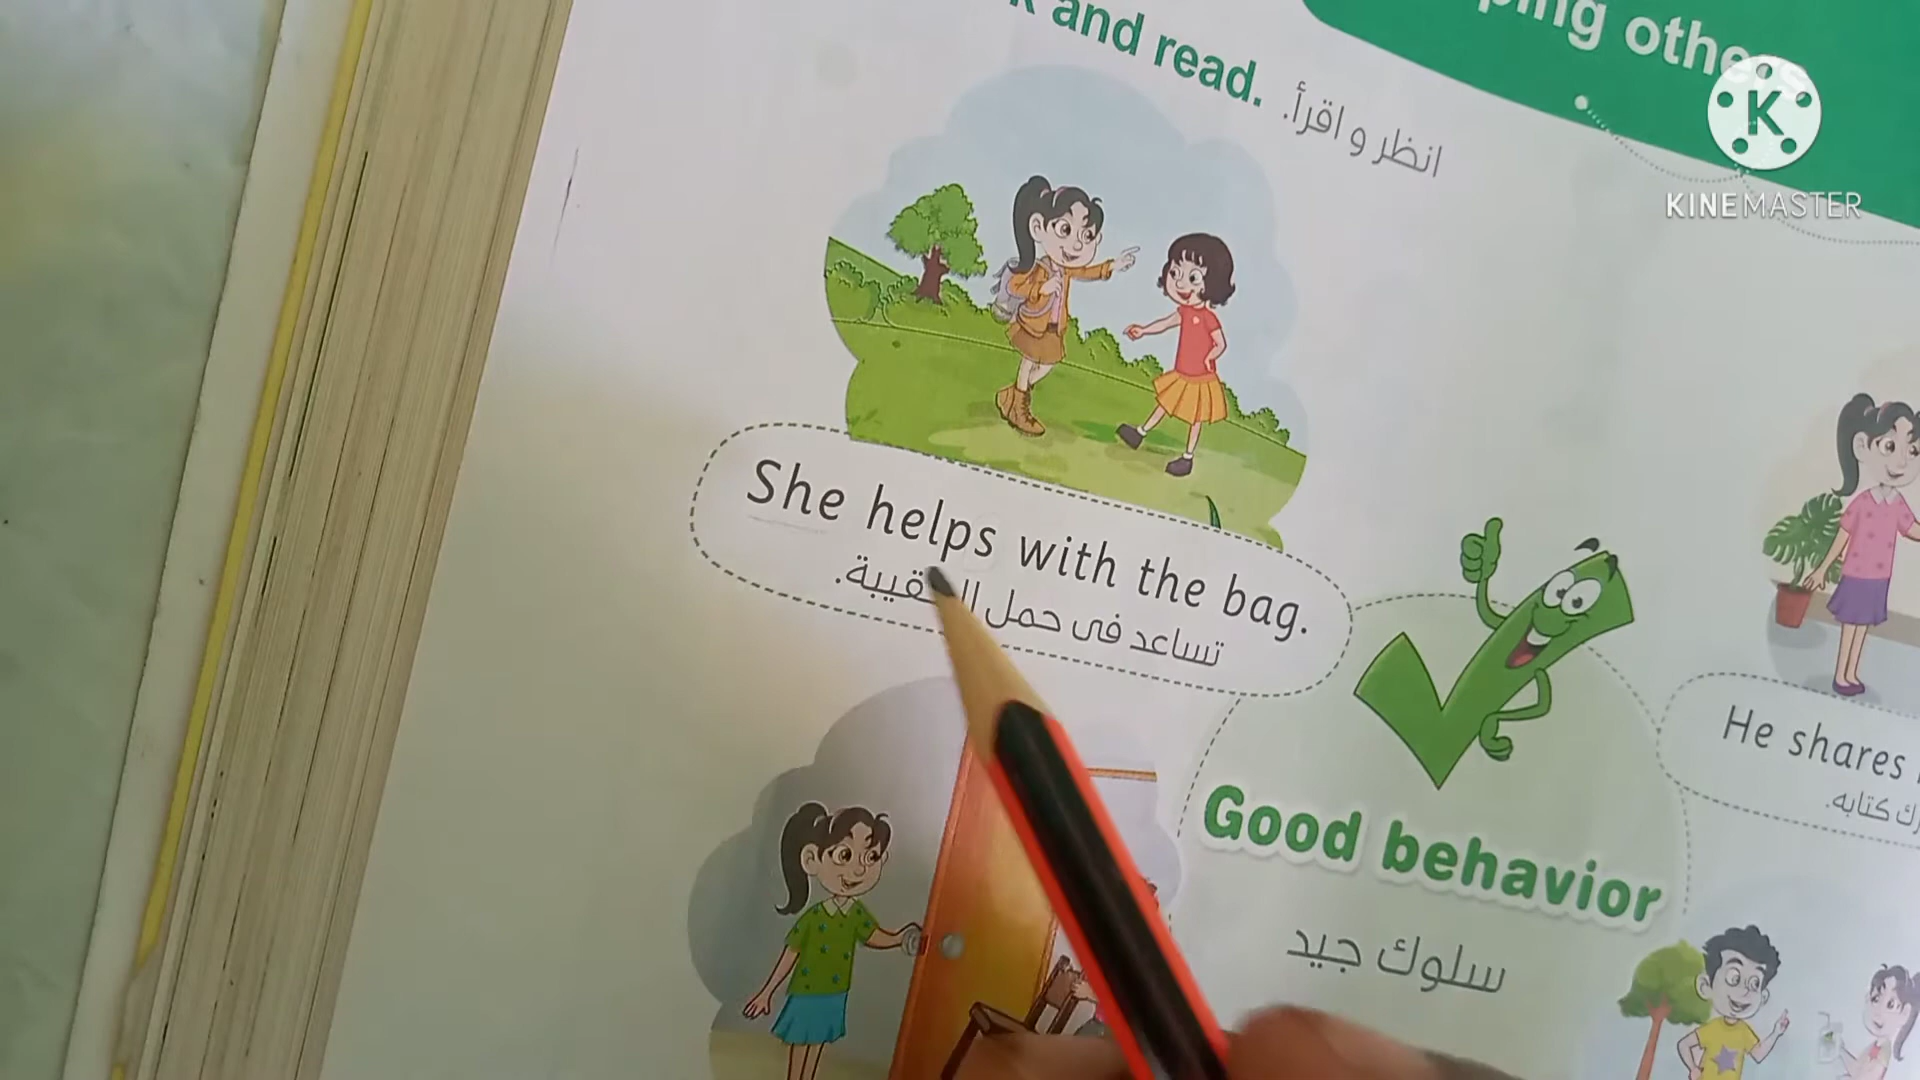 others
and read.
انظر و اقرأ.
K
KINEMASTER
She helps with the bag.
تساعد فى حمل
He shares
كتابه.
Good behavior
سلوك جيد